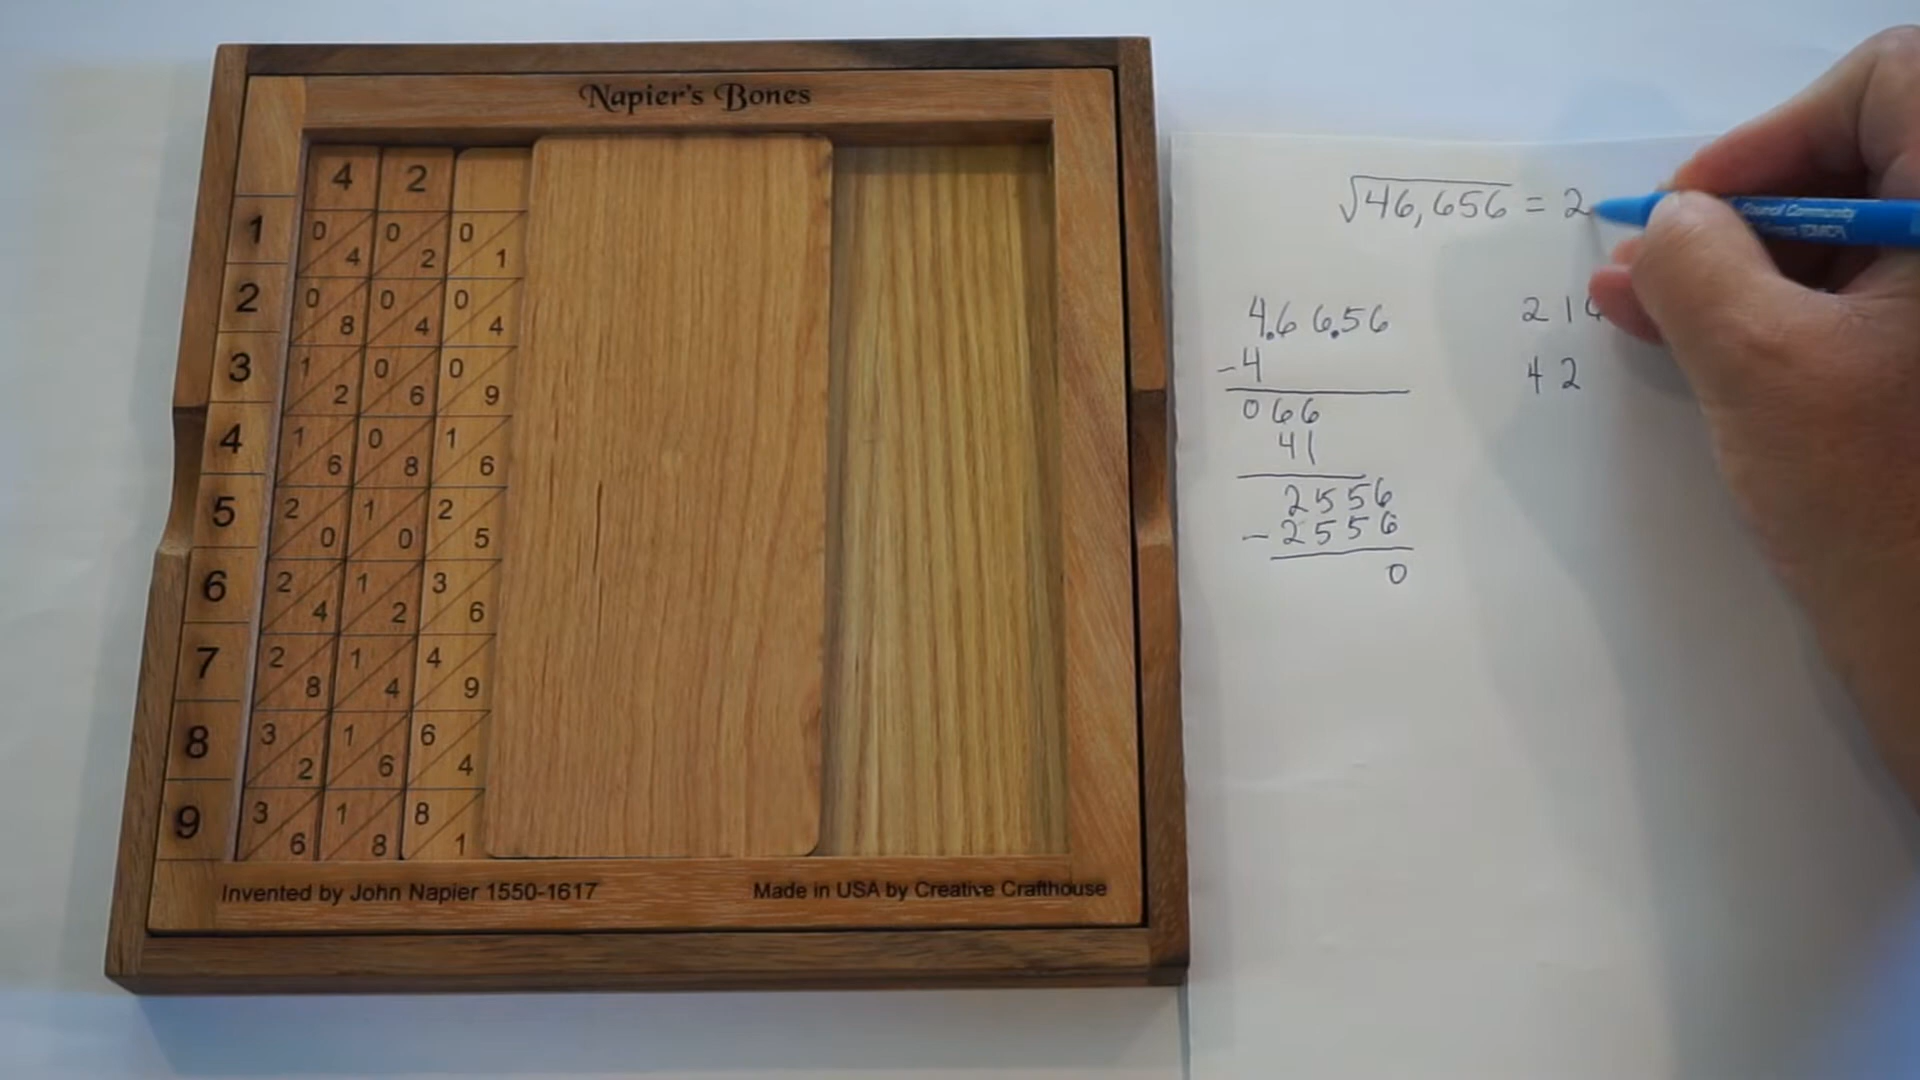 Napier's Bones
4 2
1 0/4 0/2 0/1
2 0/8 0/4 0/4
3 1/2 0/6 0/9
4 1/6 0/8 1/6
5 2/0 1/0 2/5
6 2/4 1/2 3/6
7 2/8 1/4 4/9
8 3/2 1/6 6/4
9 3/6 1/8 8/1
Invented by John Napier 1550-1617
Made in USA by Creative Crafthouse
√46,656 = 2
4.66.56
-4
066
41
2556
-2556
0
21
42
Community